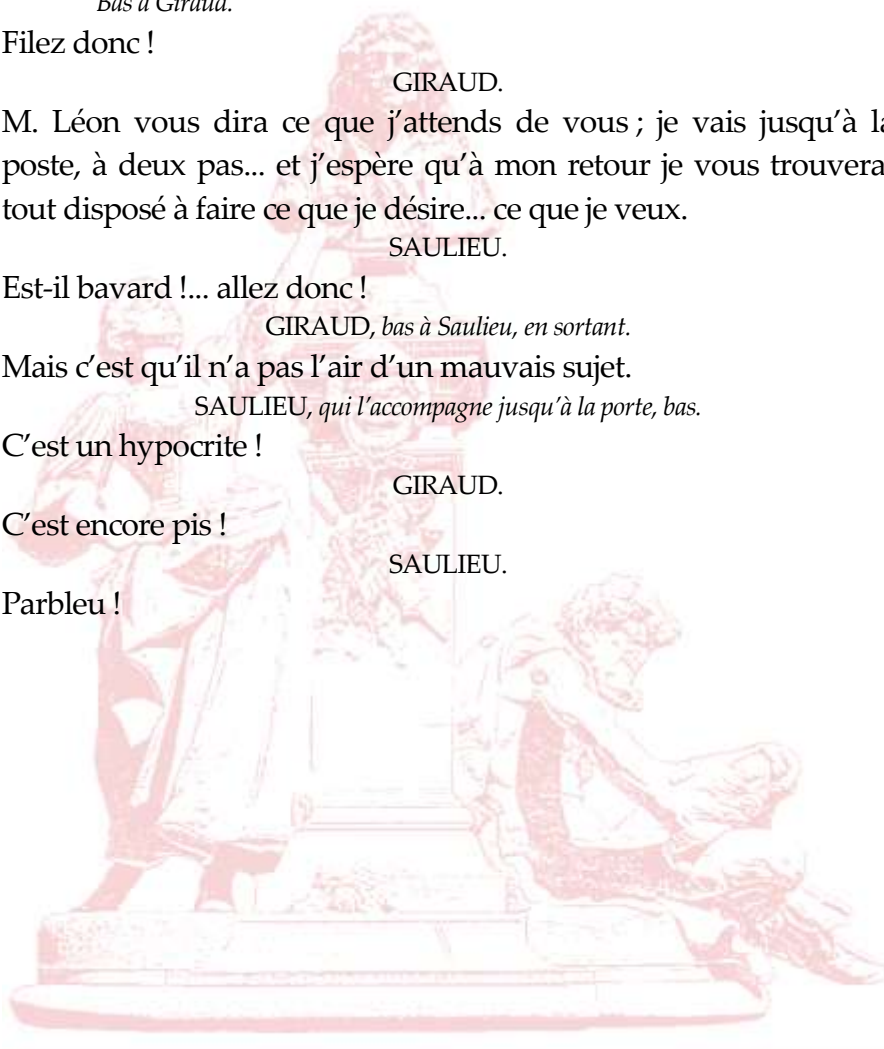 Bas à Giraud.
Filez donc !
GIRAUD.
M. Léon vous dira ce que j’attends de vous ; je vais jusqu’à la
poste, à deux pas... et j’espère qu’à mon retour je vous trouvera
tout disposé à faire ce que je désire... ce que je veux.
SAULIEU.
Est-il bavard !... allez donc !
GIRAUD, bas à Saulieu, en sortant.
Mais c’est qu’il n’a pas l’air d’un mauvais sujet.
SAULIEU, qui l’accompagne jusqu’à la porte, bas.
C’est un hypocrite !
GIRAUD.
C’est encore pis !
SAULIEU.
Parbleu !